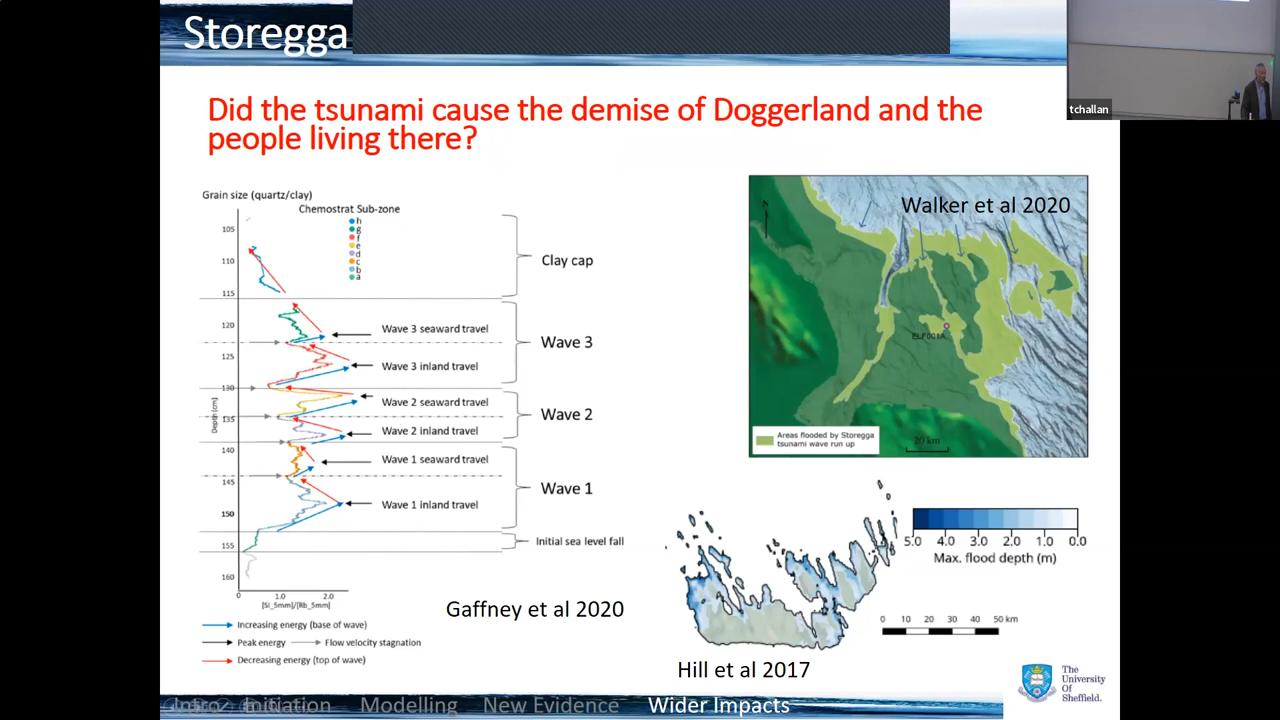 Storegga
tchallan
Did the tsunami cause the demise of Doggerland and the
people living there?
Grain size (quartz/clay)
Chemostrat Sub-zone
h
g
f
e
d
c
b
a
105
110
115
120
125
130
135
140
145
150
155
160
Depth (cm)
0
1.0
2.0
[Si_5mm]/[Rb_5mm]
Clay cap
Wave 3 seaward travel
Wave 3
Wave 3 inland travel
Wave 2 seaward travel
Wave 2
Wave 2 inland travel
Wave 1 seaward travel
Wave 1
Wave 1 inland travel
Initial sea level fall
Increasing energy (base of wave)
Peak energy
Flow velocity stagnation
Decreasing energy (top of wave)
Gaffney et al 2020
Walker et al 2020
ELF001A
Areas flooded by Storegga
tsunami wave run up
20 km
5.0 4.0 3.0 2.0 1.0 0.0
Max. flood depth (m)
0 10 20 30 40 50 km
Hill et al 2017
The
University
Of
Sheffield.
Intro Initiation Modelling New Evidence Wider Impacts